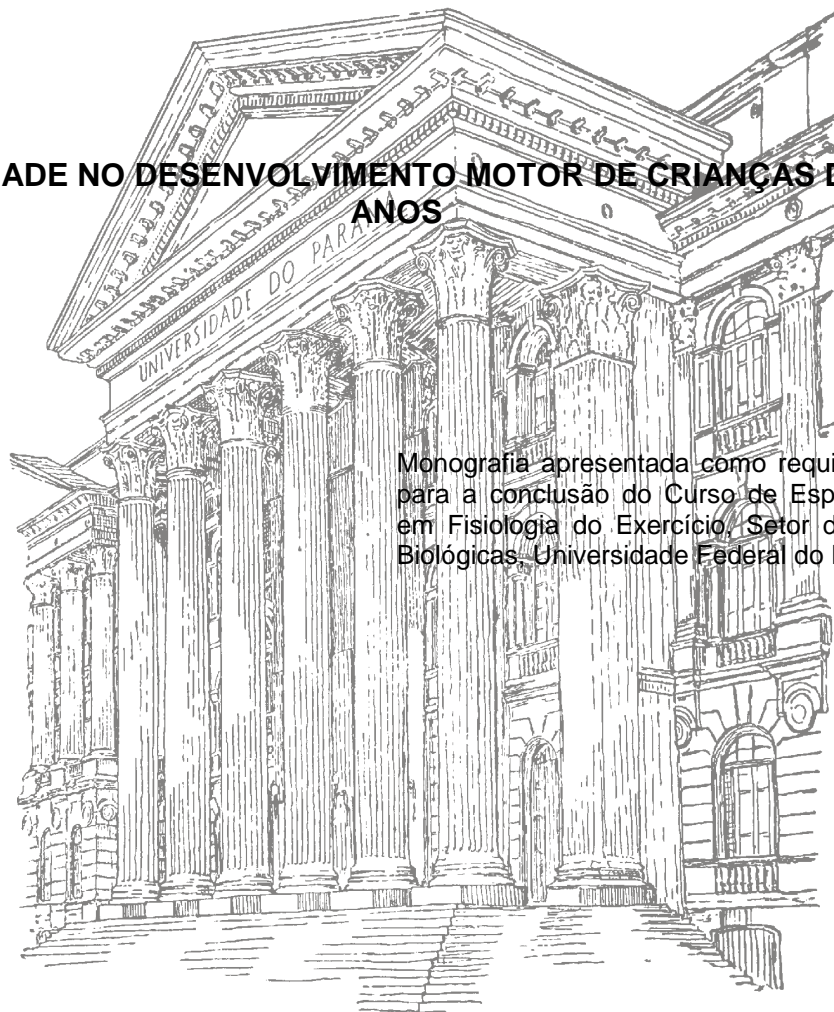 ADE NO DESENVOLVIMENTO MOTOR DE CRIANÇAS
ANOS
UNIVERSIDADE DO PARANA
Monografia apresentada como requi
para a conclusão do Curso de Esp
em Fisiologia do Exercício, Setor d
Biológicas, Universidade Federal do